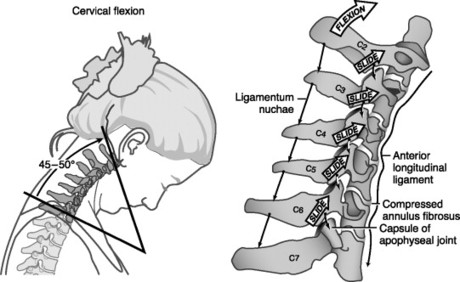 Cervical flexion
45–50°
FLEXION
C2
SLIDE
C3
SLIDE
Ligamentum
nuchae
C4
SLIDE
C5
SLIDE
Anterior
longitudinal
ligament
C6
SLIDE
Compressed
annulus fibrosus
Capsule of
apophyseal joint
C7